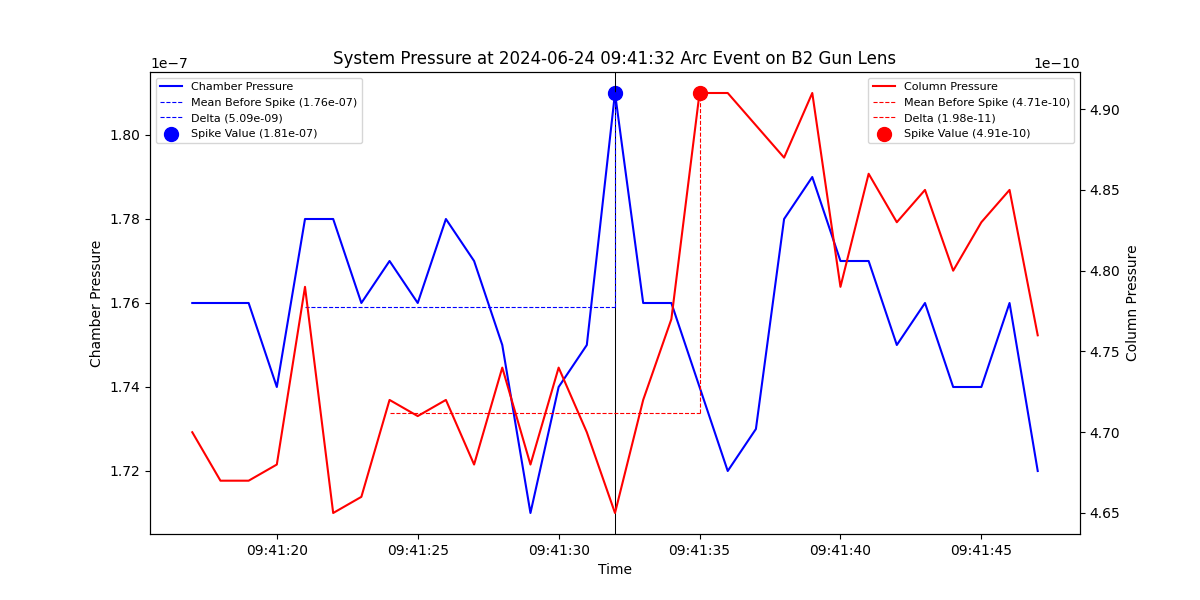 System Pressure at 2024-06-24 09:41:32 Arc Event on B2 Gun Lens
1e−7
1e−10
Chamber Pressure
Mean Before Spike (1.76e-07)
Delta (5.09e-09)
Spike Value (1.81e-07)
Column Pressure
Mean Before Spike (4.71e-10)
Delta (1.98e-11)
Spike Value (4.91e-10)
1.80
1.78
1.76
1.74
1.72
Chamber Pressure
4.90
4.85
4.80
4.75
4.70
4.65
Column Pressure
09:41:20
09:41:25
09:41:30
09:41:35
09:41:40
09:41:45
Time